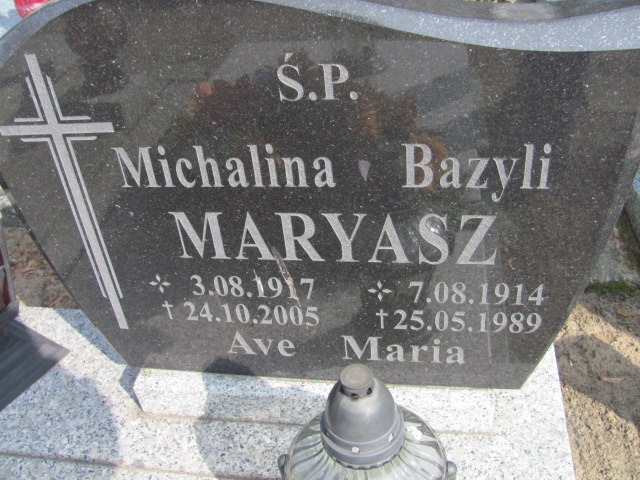 Ś.P.
Michalina Bazyli
MARYASZ
3.08.1917 7.08.1914
† 24.10.2005 † 25.05.1989
Ave Maria